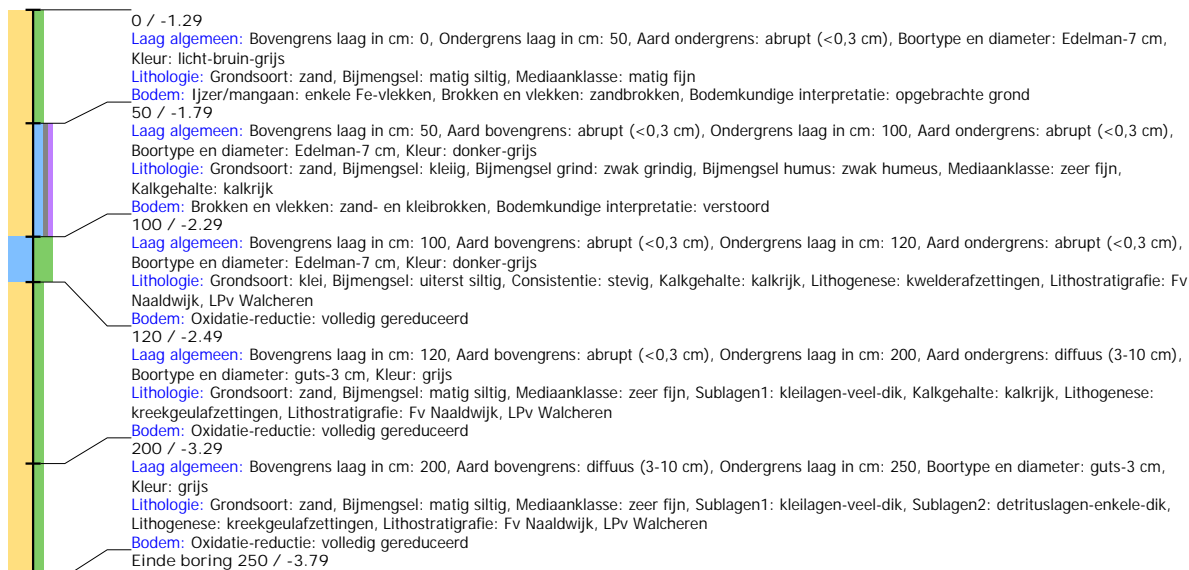 0 / -1.29
Laag algemeen: Bovengrens laag in cm: 0, Ondergrens laag in cm: 50, Aard ondergrens: abrupt (<0,3 cm), Boortype en diameter: Edelman-7 cm,
Kleur: licht-bruin-grijs
Lithologie: Grondsoort: zand, Bijmengsel: matig siltig, Mediaanklasse: matig fijn
Bodem: Ijzer/mangaan: enkele Fe-vlekken, Brokken en vlekken: zandbrokken, Bodemkundige interpretatie: opgebrachte grond
50 / -1.79
Laag algemeen: Bovengrens laag in cm: 50, Aard bovengrens: abrupt (<0,3 cm), Ondergrens laag in cm: 100, Aard ondergrens: abrupt (<0,3 cm),
Boortype en diameter: Edelman-7 cm, Kleur: donker-grijs
Lithologie: Grondsoort: zand, Bijmengsel: kleiig, Bijmengsel grind: zwak grindig, Bijmengsel humus: zwak humeus, Mediaanklasse: zeer fijn,
Kalkgehalte: kalkrijk
Bodem: Brokken en vlekken: zand- en kleibrokken, Bodemkundige interpretatie: verstoord
100 / -2.29
Laag algemeen: Bovengrens laag in cm: 100, Aard bovengrens: abrupt (<0,3 cm), Ondergrens laag in cm: 120, Aard ondergrens: abrupt (<0,3 cm),
Boortype en diameter: Edelman-7 cm, Kleur: donker-grijs
Lithologie: Grondsoort: klei, Bijmengsel: uiterst siltig, Consistentie: stevig, Kalkgehalte: kalkrijk, Lithogenese: kwelderafzettingen, Lithostratigrafie: Fv
Naaldwijk, LPv Walcheren
Bodem: Oxidatie-reductie: volledig gereduceerd
120 / -2.49
Laag algemeen: Bovengrens laag in cm: 120, Aard bovengrens: abrupt (<0,3 cm), Ondergrens laag in cm: 200, Aard ondergrens: diffuus (3-10 cm),
Boortype en diameter: guts-3 cm, Kleur: grijs
Lithologie: Grondsoort: zand, Bijmengsel: matig siltig, Mediaanklasse: zeer fijn, Sublagen1: kleilagen-veel-dik, Kalkgehalte: kalkrijk, Lithogenese:
kreekgeulafzettingen, Lithostratigrafie: Fv Naaldwijk, LPv Walcheren
Bodem: Oxidatie-reductie: volledig gereduceerd
200 / -3.29
Laag algemeen: Bovengrens laag in cm: 200, Aard bovengrens: diffuus (3-10 cm), Ondergrens laag in cm: 250, Boortype en diameter: guts-3 cm,
Kleur: grijs
Lithologie: Grondsoort: zand, Bijmengsel: matig siltig, Mediaanklasse: zeer fijn, Sublagen1: kleilagen-veel-dik, Sublagen2: detrituslagen-enkele-dik,
Lithogenese: kreekgeulafzettingen, Lithostratigrafie: Fv Naaldwijk, LPv Walcheren
Bodem: Oxidatie-reductie: volledig gereduceerd
Einde boring 250 / -3.79